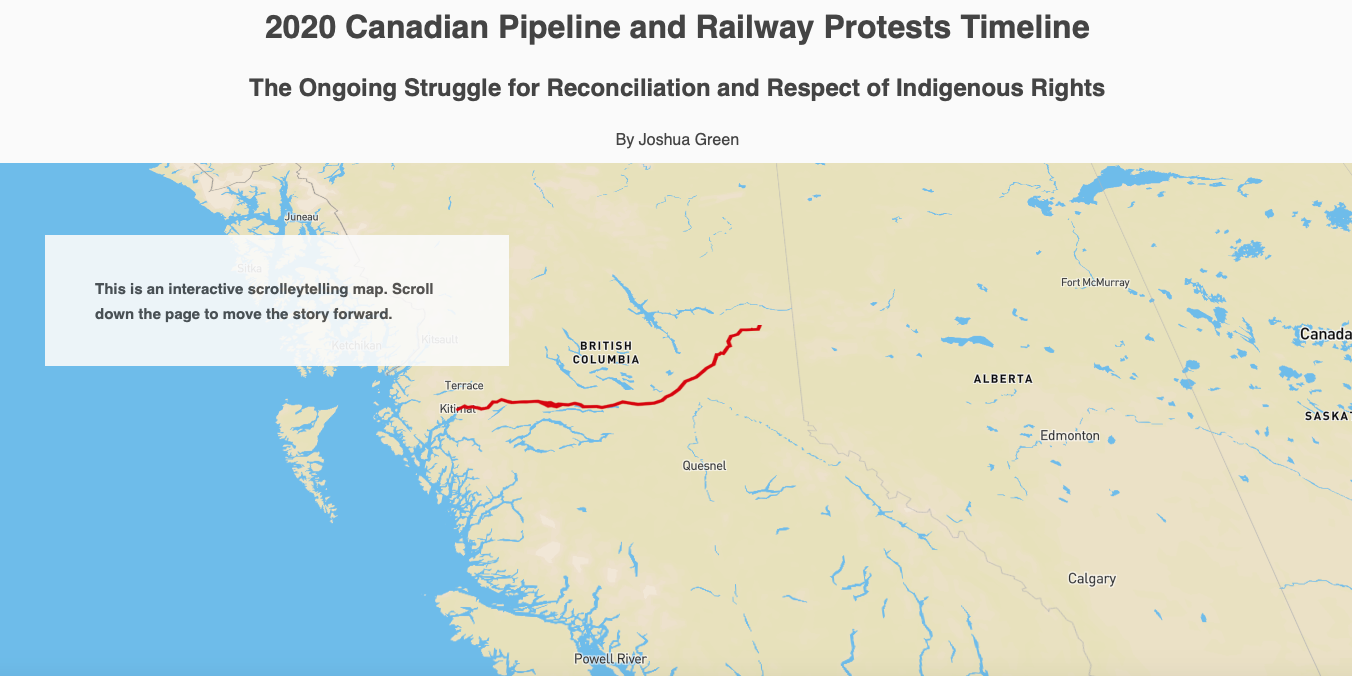 2020 Canadian Pipeline and Railway Protests Timeline
The Ongoing Struggle for Reconciliation and Respect of Indigenous Rights
By Joshua Green
Juneau
Sitka
This is an interactive scrolleytelling map. Scroll
down the page to move the story forward.
Ketchikan
Kitsault
Fort McMurray
Canada
BRITISH
COLUMBIA
ALBERTA
Terrace
Kitimat
SASKAT
Edmonton
Quesnel
Calgary
Powell River